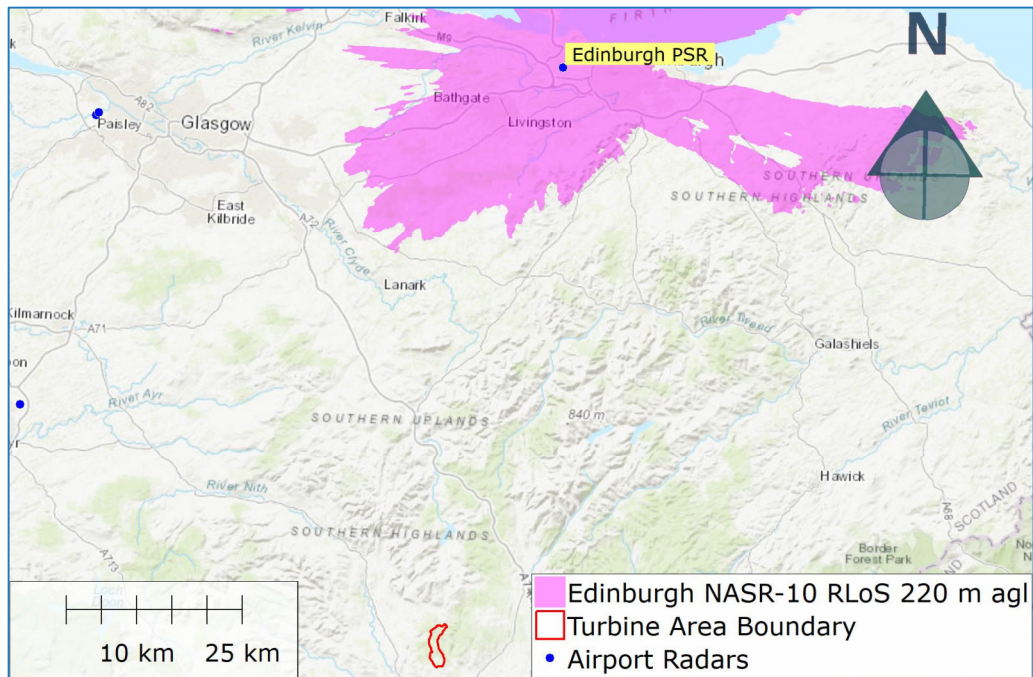 Falkirk
FIRTH
N
River Kelvin
M9
Edinburgh PSR
A82
Bathgate
Paisley
Glasgow
Livingston
SOUTHERN UPLANDS
SOUTHERN HIGHLANDS
East
Kilbride
A72
River Clyde
Lanark
Kilmarnock
A71
River Tweed
Galashiels
River Ayr
SOUTHERN UPLANDS
840 m
River Teviot
Hawick
River Nith
A68
SCOTLAND
SOUTHERN HIGHLANDS
Border
Forest Park
A713
10 km 25 km
Edinburgh NASR-10 RLoS 220 m agl
Turbine Area Boundary
Airport Radars